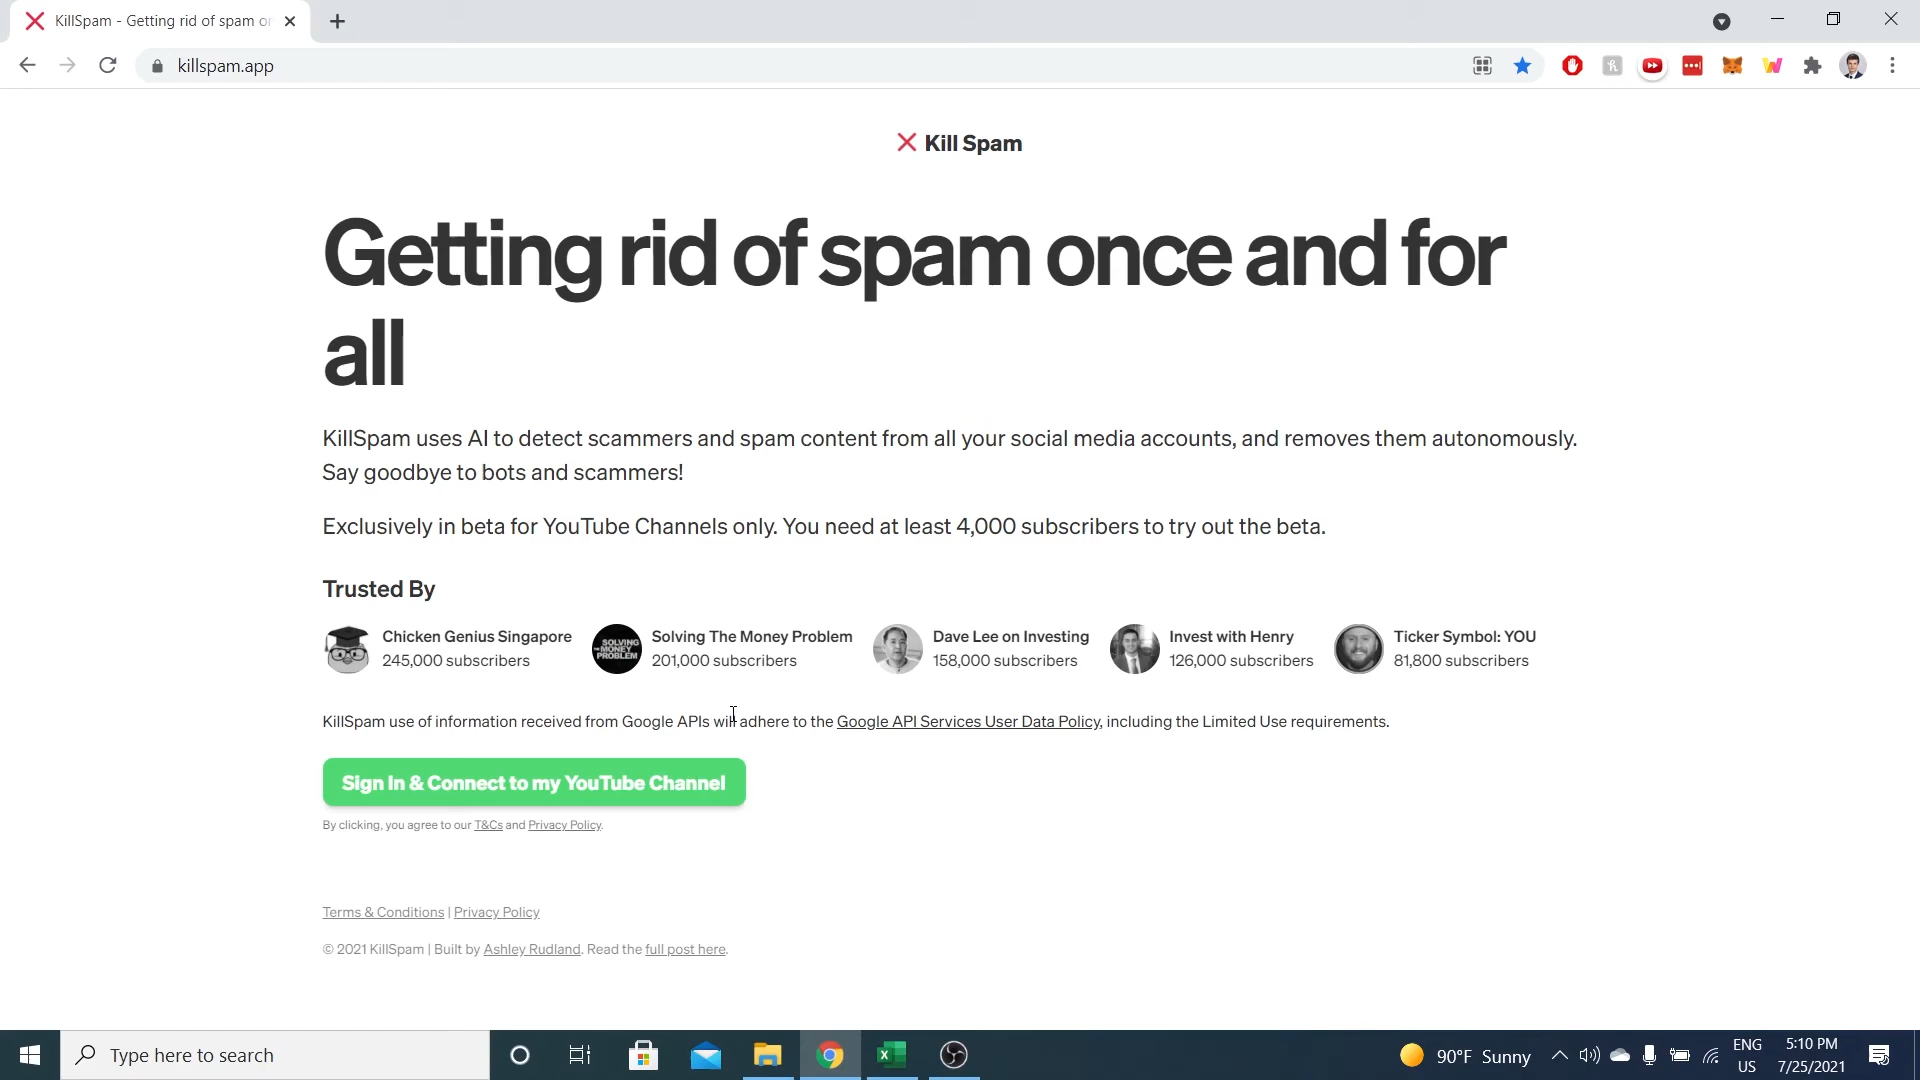 KillSpam - Getting rid of spam on
killspam.app
Kill Spam
Getting rid of spam once and for
all
KillSpam uses AI to detect scammers and spam content from all your social media accounts, and removes them autonomously.
Say goodbye to bots and scammers!
Exclusively in beta for YouTube Channels only. You need at least 4,000 subscribers to try out the beta.
Trusted By
Chicken Genius Singapore
245,000 subscribers
SOLVING
THE MONEY
PROBLEM
Solving The Money Problem
201,000 subscribers
Dave Lee on Investing
158,000 subscribers
Invest with Henry
126,000 subscribers
Ticker Symbol: YOU
81,800 subscribers
KillSpam use of information received from Google APIs will adhere to the Google API Services User Data Policy, including the Limited Use requirements.
Sign In & Connect to my YouTube Channel
By clicking, you agree to our T&Cs and Privacy Policy.
Terms & Conditions | Privacy Policy
© 2021 KillSpam | Built by Ashley Rudland. Read the full post here.
Type here to search
90°F Sunny
ENG
US
5:10 PM
7/25/2021